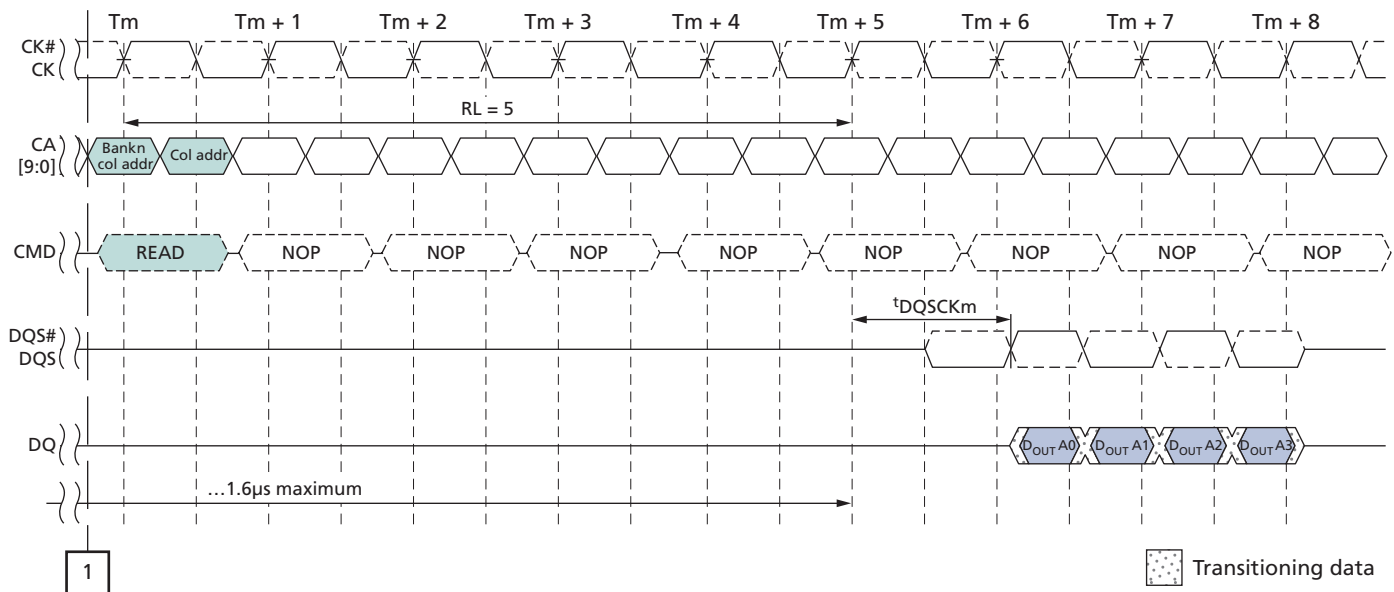 Tm Tm + 1 Tm + 2 Tm + 3 Tm + 4 Tm + 5 Tm + 6 Tm + 7 Tm + 8
CK#
CK
RL = 5
CA
[9:0]
Bankn
col addr
Col addr
CMD READ NOP NOP NOP NOP NOP NOP NOP NOP
tDQSCKm
DQS#
DQS
DQ DOUT A0 DOUT A1 DOUT A2 DOUT A3
…1.6µs maximum
1
Transitioning data